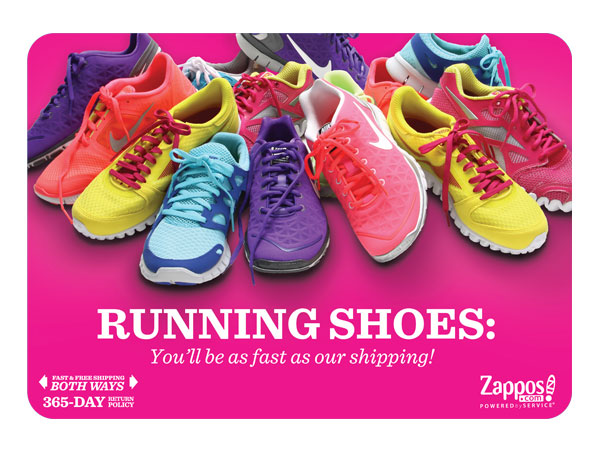 RUNNING SHOES:
You'll be as fast as our shipping!
FAST & FREE SHIPPING
BOTH WAYS
365-DAY RETURN POLICY
Zappos!
.com
POWERED by SERVICE®